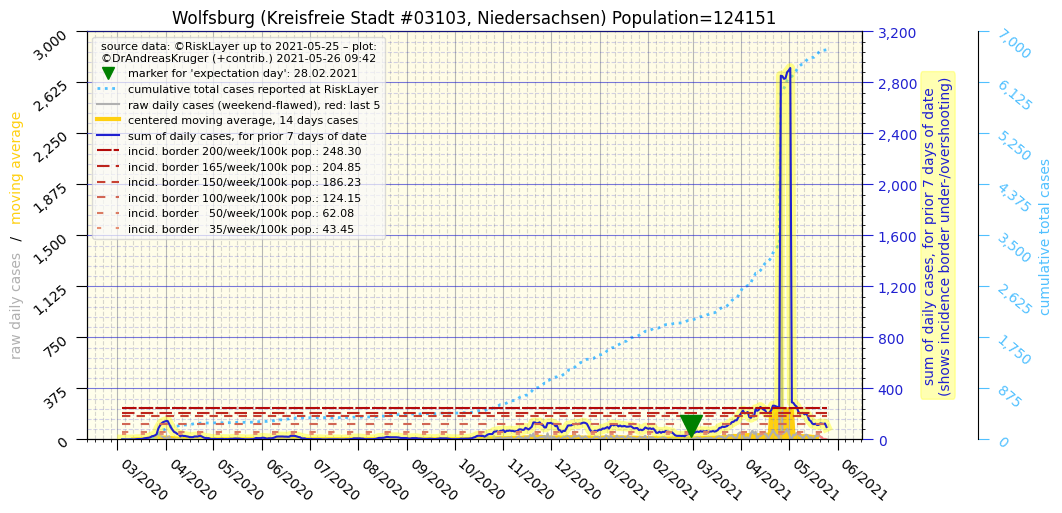 Wolfsburg (Kreisfreie Stadt #03103, Niedersachsen) Population=124151
source data: ©RiskLayer up to 2021-05-25 – plot:
©DrAndreasKruger (+contrib.) 2021-05-26 09:42
marker for 'expectation day': 28.02.2021
cumulative total cases reported at RiskLayer
raw daily cases (weekend-flawed), red: last 5
centered moving average, 14 days cases
sum of daily cases, for prior 7 days of date
incid. border 200/week/100k pop.: 248.30
incid. border 165/week/100k pop.: 204.85
incid. border 150/week/100k pop.: 186.23
incid. border 100/week/100k pop.: 124.15
incid. border   50/week/100k pop.: 62.08
incid. border   35/week/100k pop.: 43.45
raw daily cases   /   moving average
3,000
2,625
2,250
1,875
1,500
1,125
750
375
0
3,200
2,800
2,400
2,000
1,600
1,200
800
400
0
sum of daily cases, for prior 7 days of date
(shows incidence border under-/overshooting)
7,000
6,125
5,250
4,375
3,500
2,625
1,750
875
0
cumulative total cases
03/2020
04/2020
05/2020
06/2020
07/2020
08/2020
09/2020
10/2020
11/2020
12/2020
01/2021
02/2021
03/2021
04/2021
05/2021
06/2021